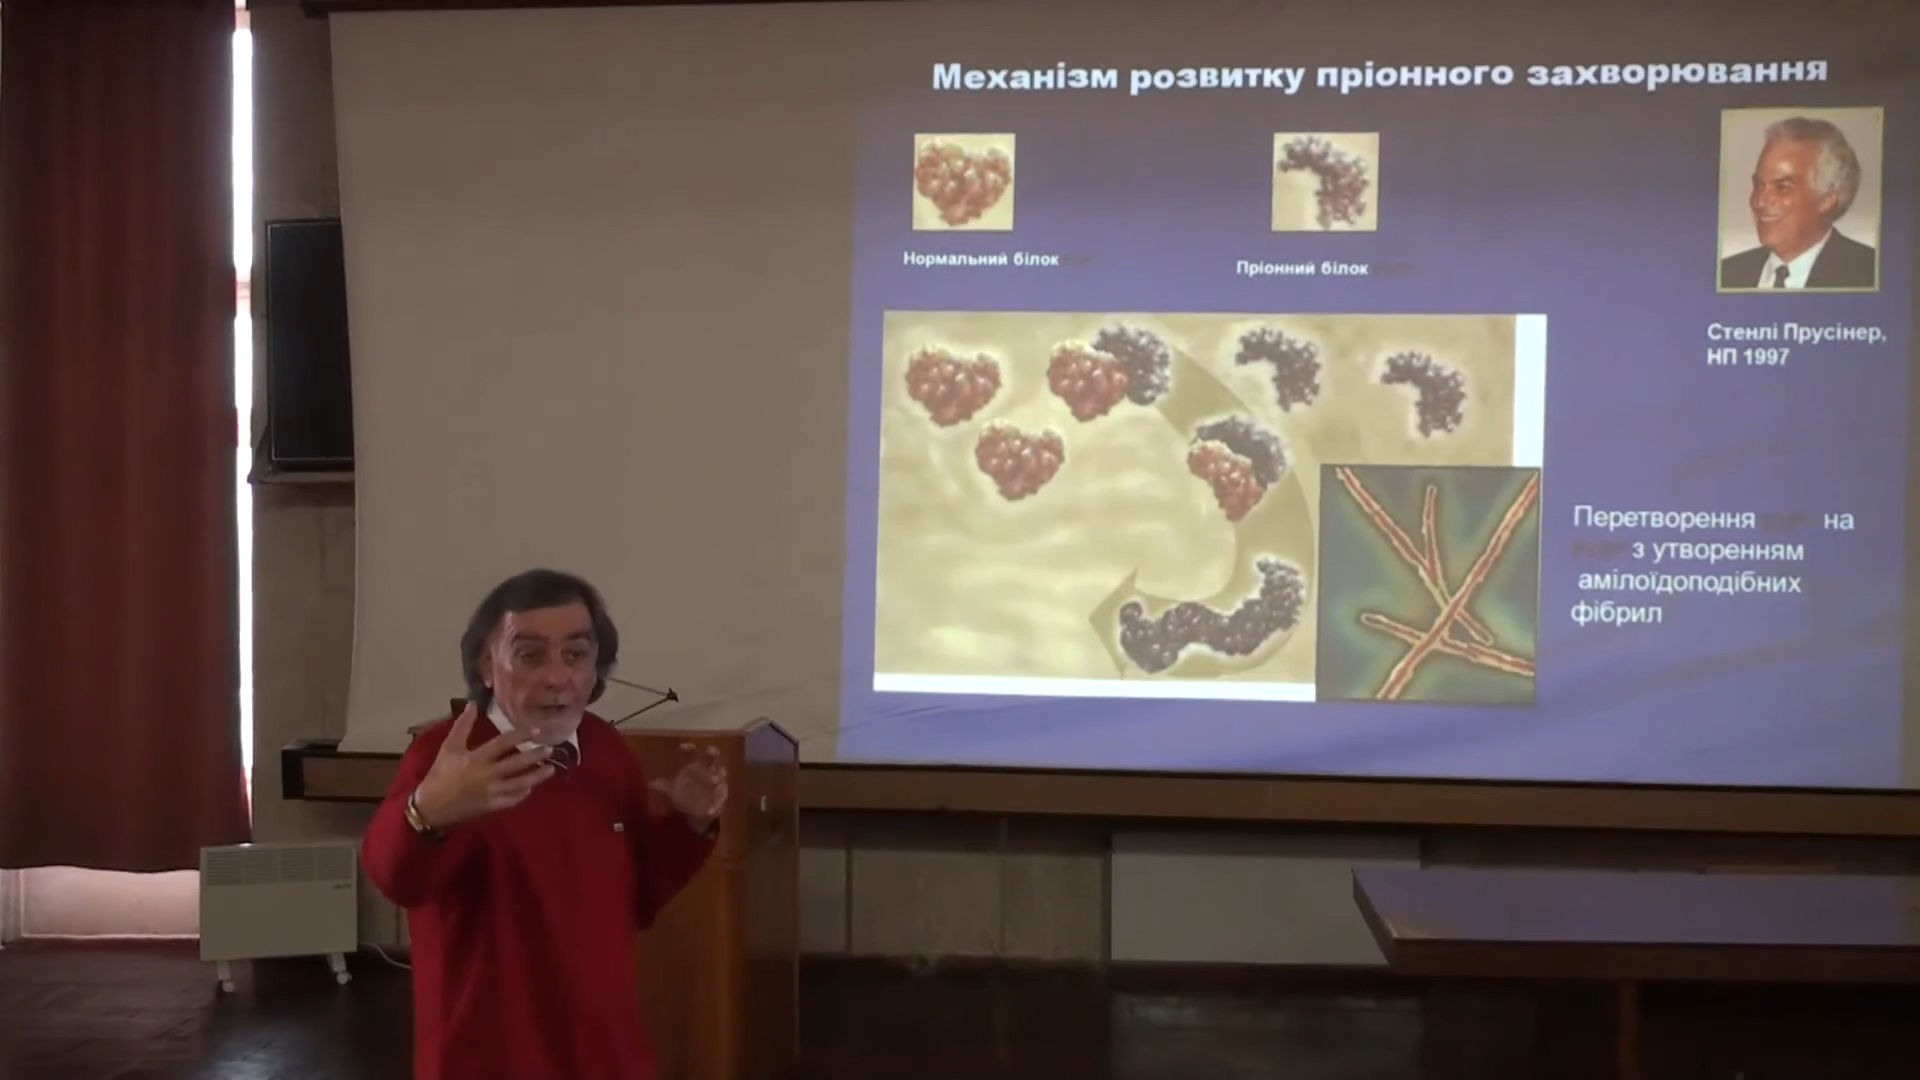 Механізм розвитку пріонного захворювання
Нормальний білок
Пріонний білок
Стенлі Прусінер,
НП 1997
Перетворення на
з утворенням
амілоїдоподібних
фібрил